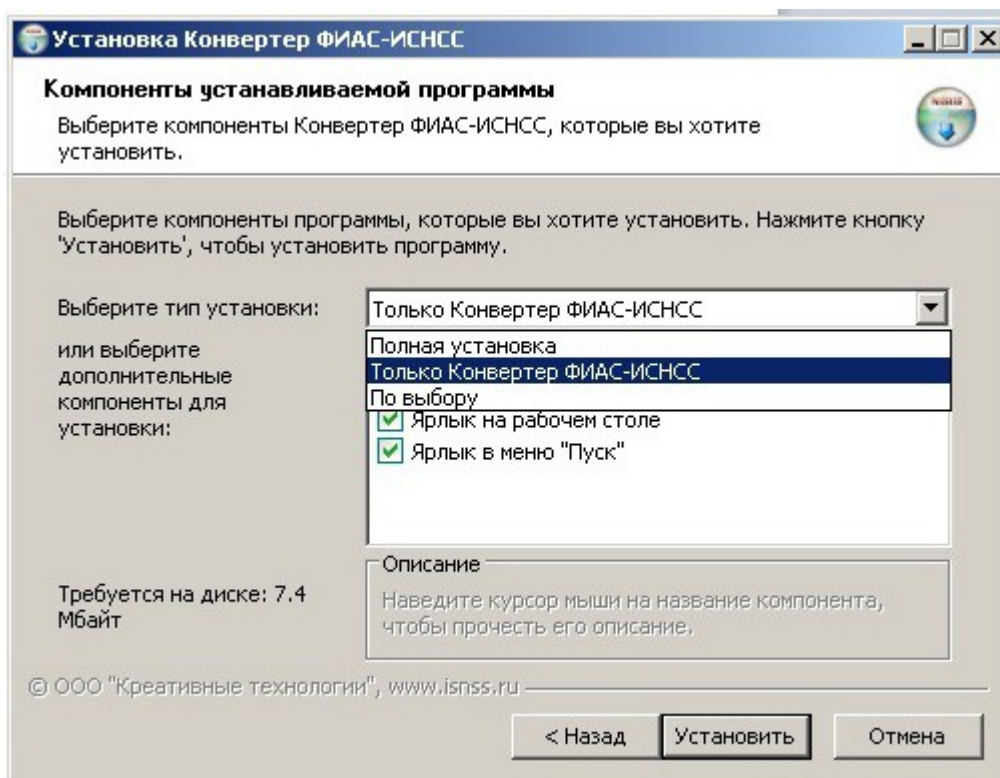 Установка Конвертер ФИАС-ИСНСС
Компоненты устанавливаемой программы
Выберите компоненты Конвертер ФИАС-ИСНСС, которые вы хотите
установить.
Выберите компоненты программы, которые вы хотите установить. Нажмите кнопку
'Установить', чтобы установить программу.
Выберите тип установки:
Только Конвертер ФИАС-ИСНСС
или выберите
дополнительные
компоненты для
установки:
Полная установка
Только Конвертер ФИАС-ИСНСС
По выбору
Ярлык на рабочем столе
Ярлык в меню "Пуск"
Требуется на диске: 7.4
Мбайт
Описание
Наведите курсор мыши на название компонента,
чтобы прочесть его описание.
© ООО "Креативные технологии", www.isnss.ru
< Назад
Установить
Отмена